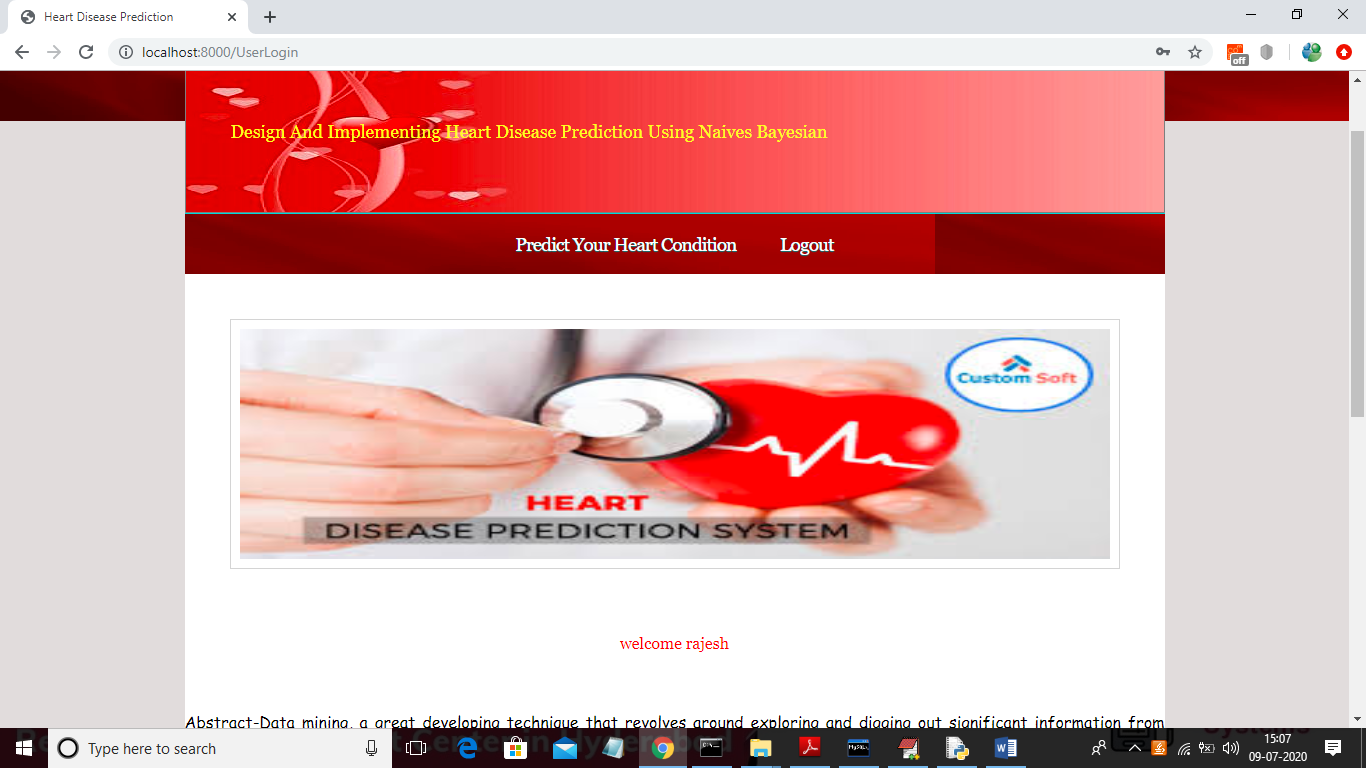 Heart Disease Prediction
localhost:8000/UserLogin
off
Design And Implementing Heart Disease Prediction Using Naives Bayesian
Predict Your Heart Condition Logout
Custom Soft
HEART
DISEASE PREDICTION SYSTEM
welcome rajesh
Abstract-Data mining, a great developing technique that revolves around exploring and digging out significant information from
Type here to search
15:07
09-07-2020